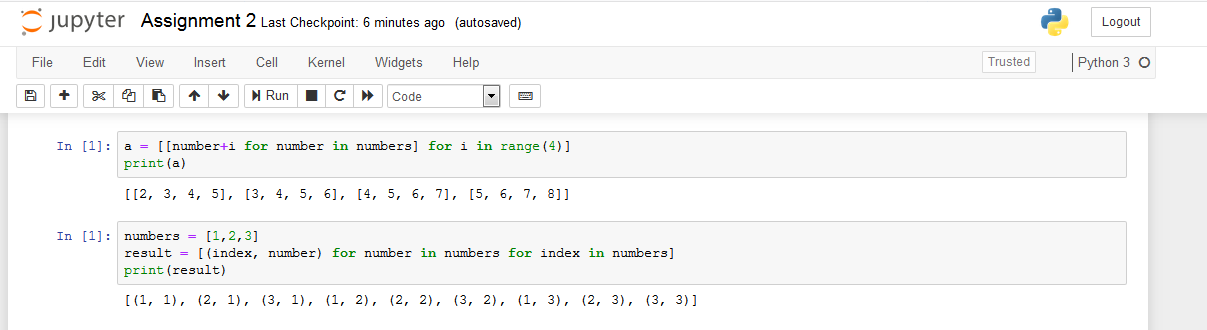 jupyter Assignment 2 Last Checkpoint: 6 minutes ago (autosaved) Logout
File Edit View Insert Cell Kernel Widgets Help Trusted Python 3
Run Code
In [1]: a = [[number+i for number in numbers] for i in range(4)]
print(a)
[[2, 3, 4, 5], [3, 4, 5, 6], [4, 5, 6, 7], [5, 6, 7, 8]]
In [1]: numbers = [1,2,3]
result = [(index, number) for number in numbers for index in numbers]
print(result)
[(1, 1), (2, 1), (3, 1), (1, 2), (2, 2), (3, 2), (1, 3), (2, 3), (3, 3)]